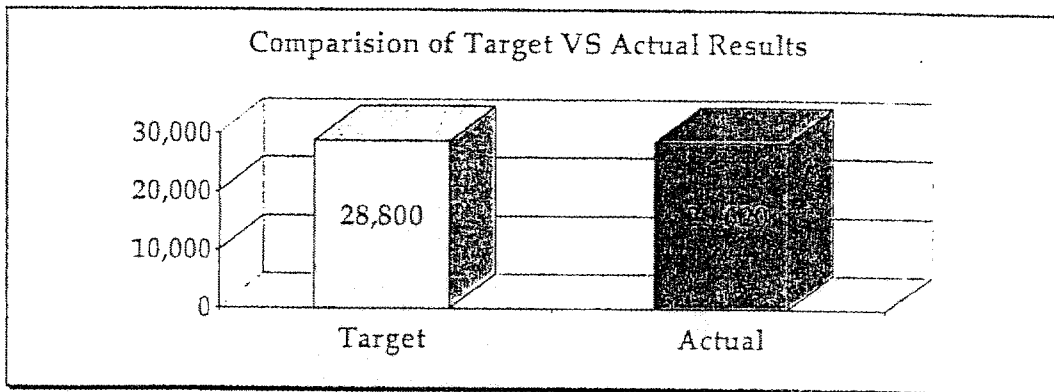 Comparision of Target VS Actual Results
30,000
20,000
10,000
0
28,800
Target
Actual